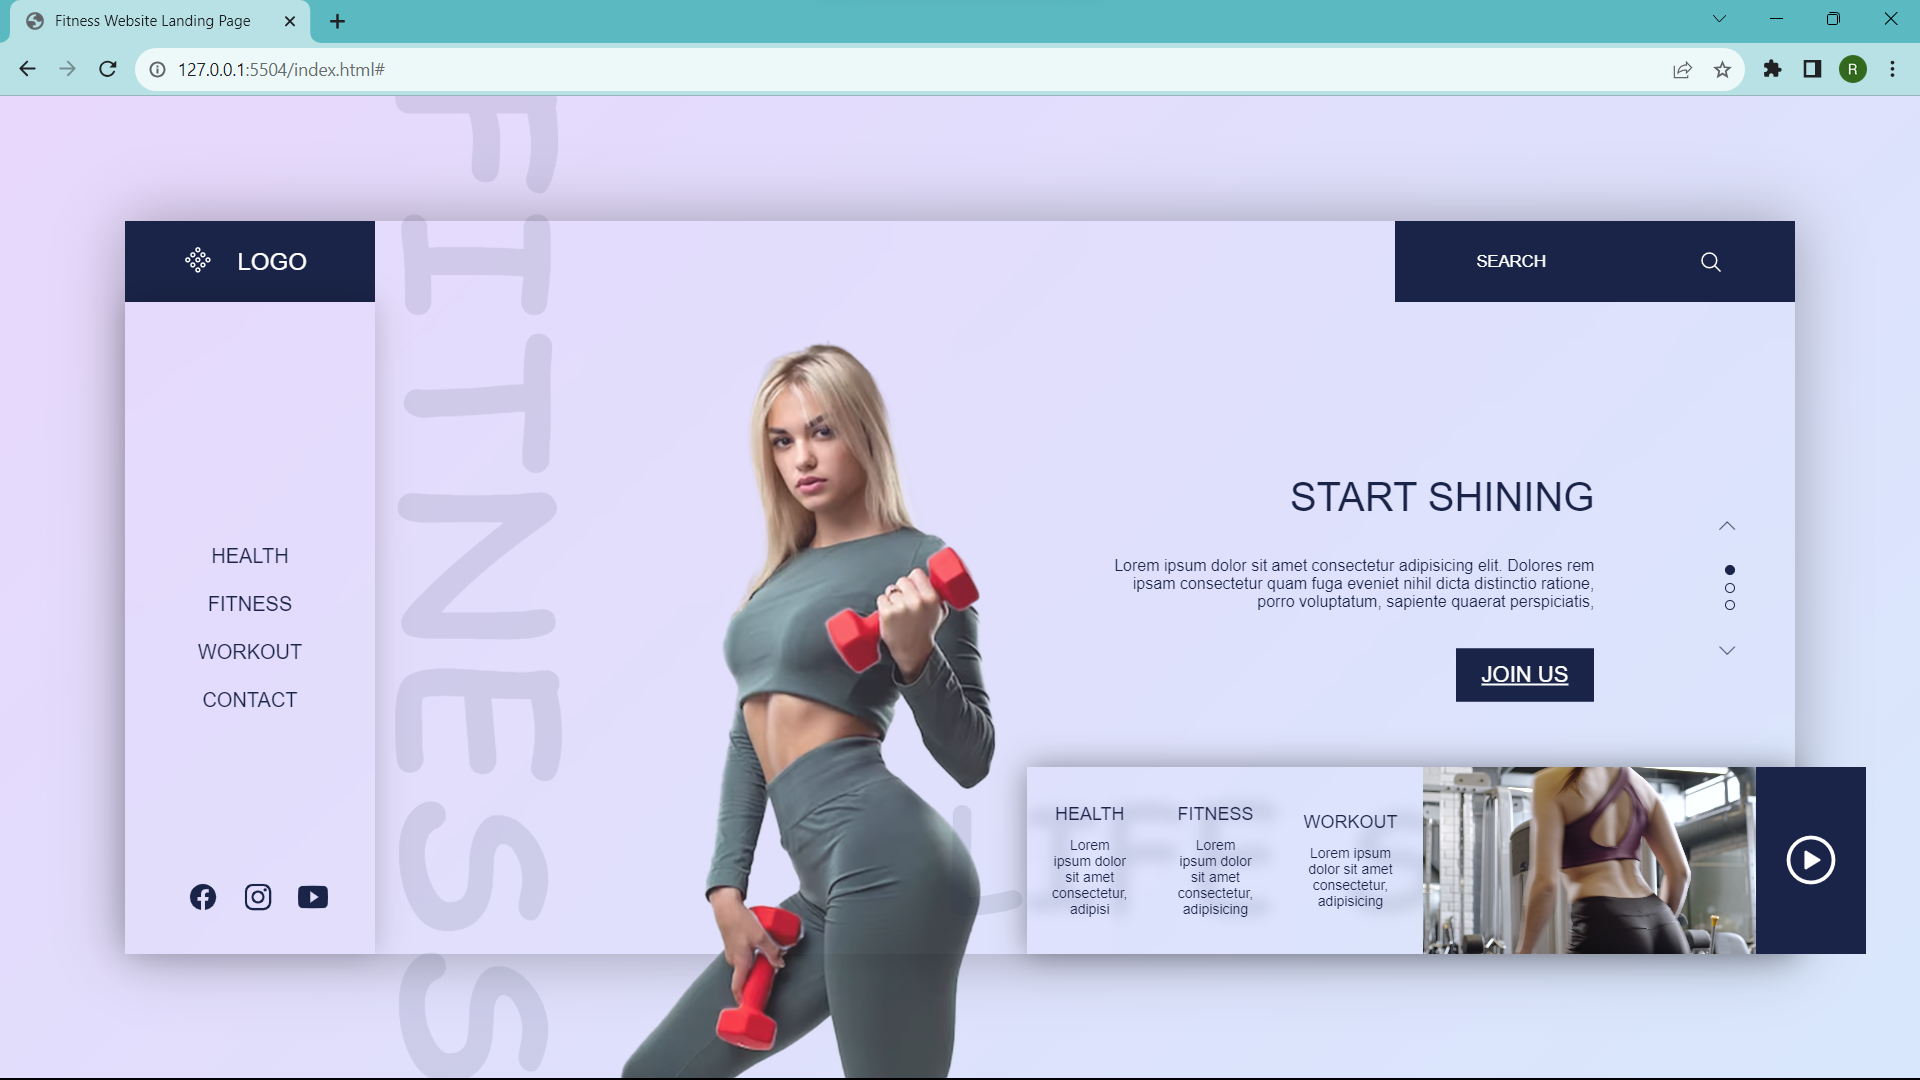 Fitness Website Landing Page
127.0.0.1:5504/index.html#
R
FITNESS
LOGO
SEARCH
HEALTH
FITNESS
WORKOUT
CONTACT
START SHINING
Lorem ipsum dolor sit amet consectetur adipisicing elit. Dolores rem
ipsam consectetur quam fuga eveniet nihil dicta distinctio ratione,
porro voluptatum, sapiente quaerat perspiciatis,
JOIN US
HEALTH
Lorem
ipsum dolor
sit amet
consectetur,
adipisi
FITNESS
Lorem
ipsum dolor
sit amet
consectetur,
adipisicing
WORKOUT
Lorem ipsum
dolor sit amet
consectetur,
adipisicing